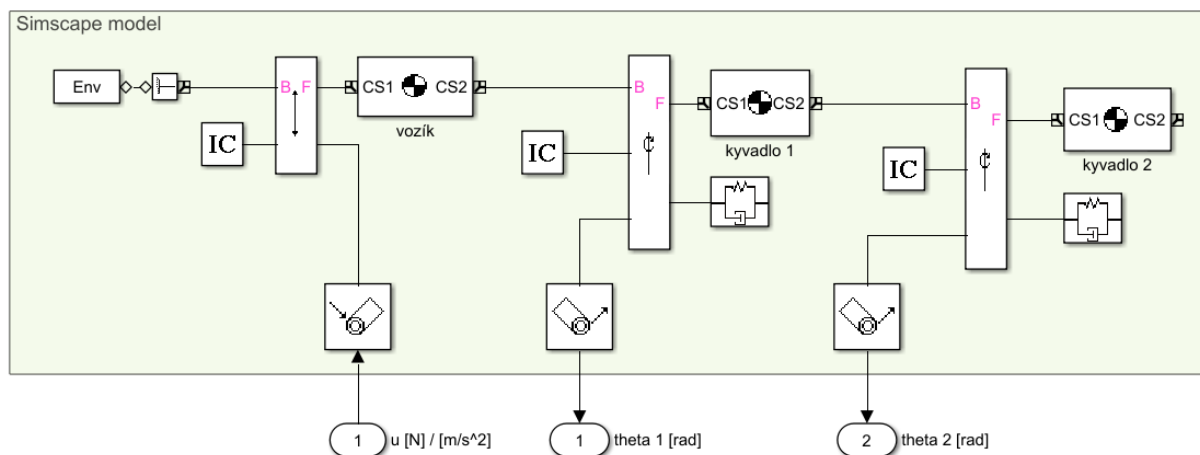 Simscape model
Env
B F
CS1 CS2
vozík
IC
B
F
CS1 CS2
kyvadlo 1
IC
B
F
CS1 CS2
kyvadlo 2
IC
1 u [N] / [m/s^2]
1 theta 1 [rad]
2 theta 2 [rad]